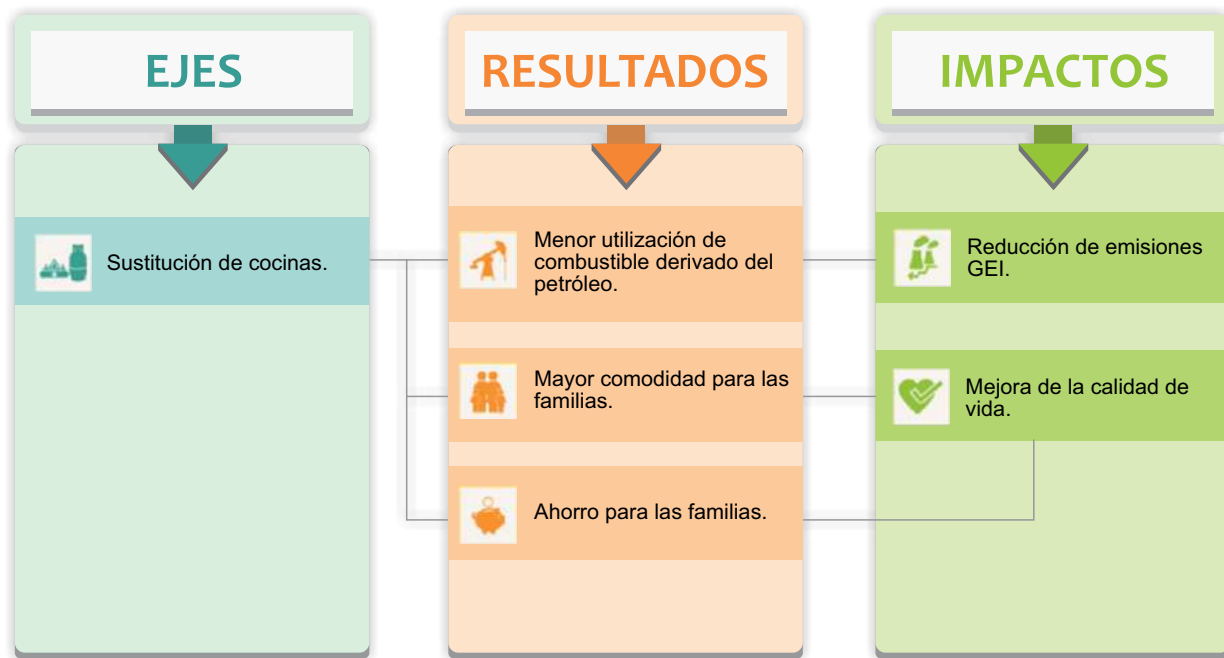 EJES
Sustitución de cocinas.
RESULTADOS
Menor utilización de
combustible derivado del
petróleo.
Mayor comodidad para las
familias.
Ahorro para las familias.
IMPACTOS
Reducción de emisiones
GEI.
Mejora de la calidad de
vida.